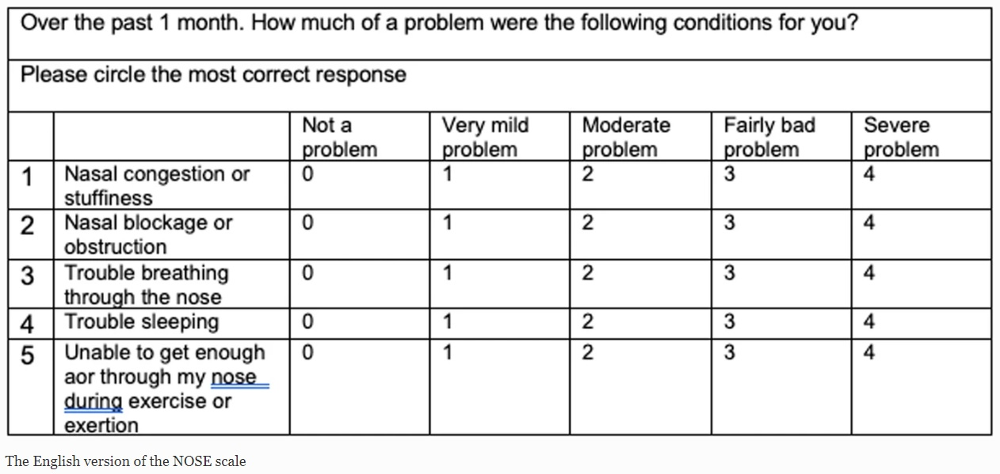 Over the past 1 month. How much of a problem were the following conditions for you?
Please circle the most correct response
Not a problem Very mild problem Moderate problem Fairly bad problem Severe problem
1 Nasal congestion or stuffiness 0 1 2 3 4
2 Nasal blockage or obstruction 0 1 2 3 4
3 Trouble breathing through the nose 0 1 2 3 4
4 Trouble sleeping 0 1 2 3 4
5 Unable to get enough aor through my nose during exercise or exertion 0 1 2 3 4
The English version of the NOSE scale